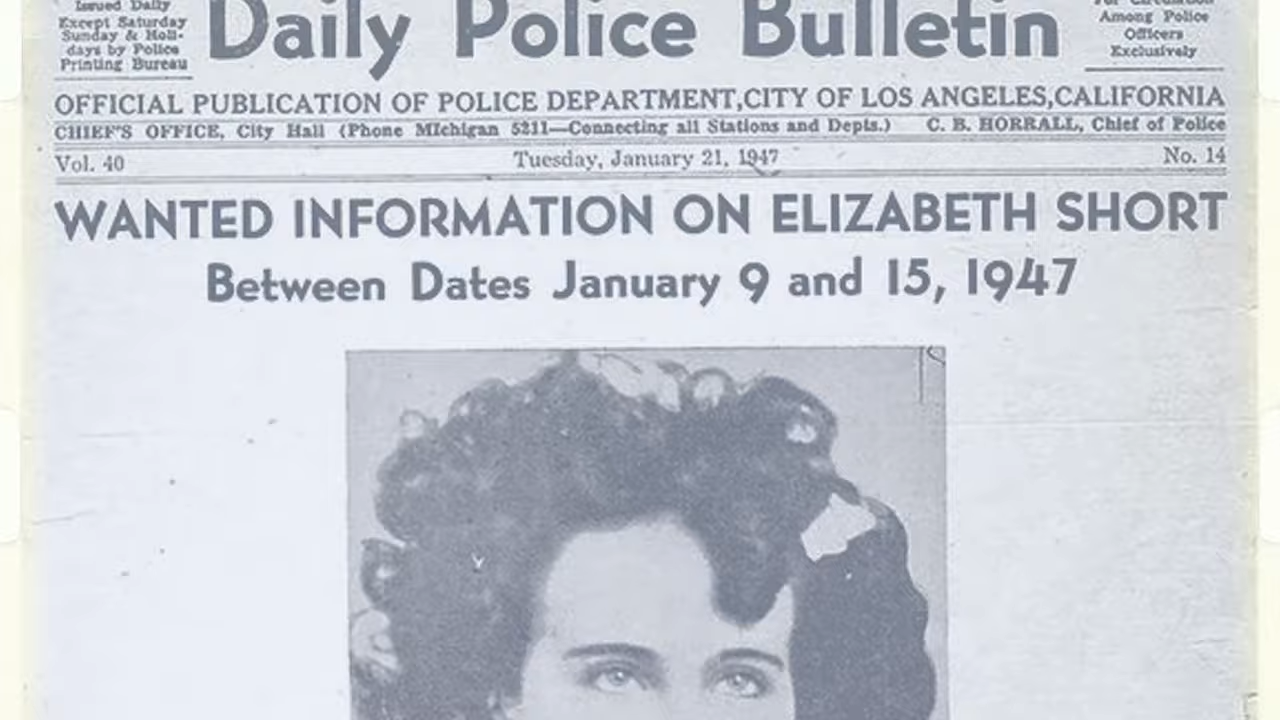 Issued Daily
Except Saturday
Sunday & Holi-
days by Police
Printing Bureau
Daily Police Bulletin
For Circulation
Among Police
Officers
Exclusively
OFFICIAL PUBLICATION OF POLICE DEPARTMENT,CITY OF LOS ANGELES,CALIFORNIA
CHIEF'S OFFICE, City Hall (Phone MIchigan 5211—Connecting all Stations and Depts.) C. B. HORRALL, Chief of Police
Vol. 40 Tuesday, January 21, 1947 No. 14
WANTED INFORMATION ON ELIZABETH SHORT
Between Dates January 9 and 15, 1947